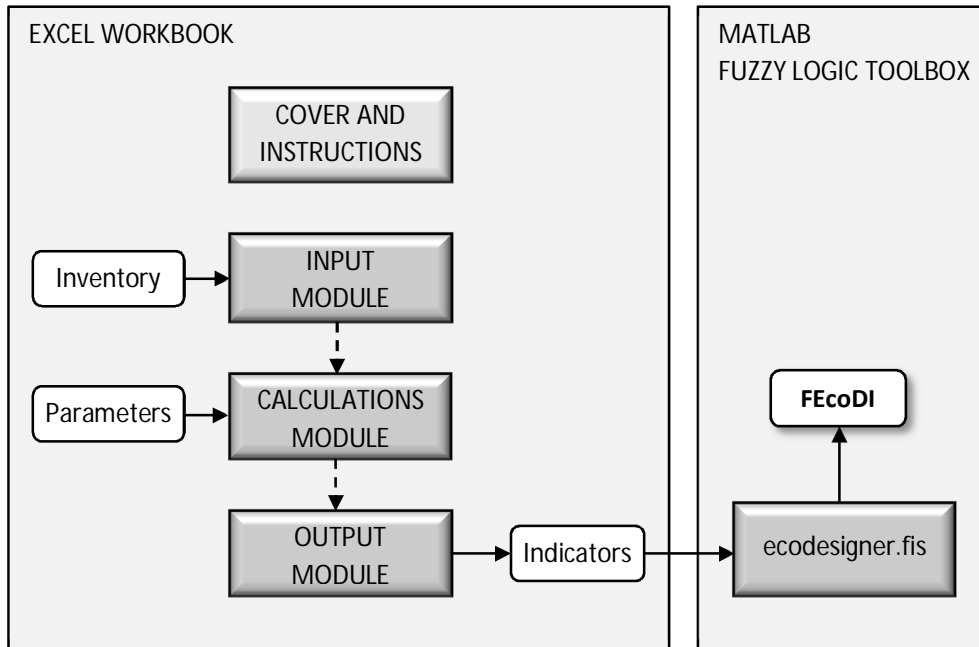 EXCEL WORKBOOK
COVER AND
INSTRUCTIONS
Inventory
INPUT
MODULE
Parameters
CALCULATIONS
MODULE
OUTPUT
MODULE
Indicators
MATLAB
FUZZY LOGIC TOOLBOX
FEcoDI
ecodesigner.fis